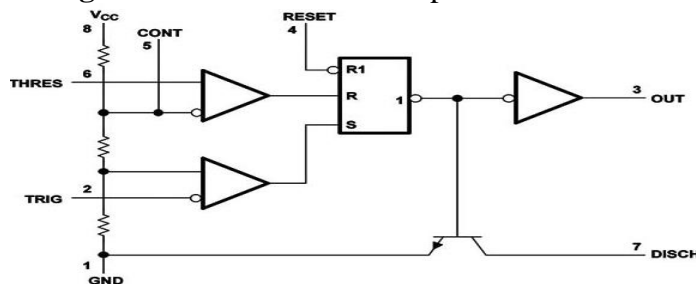 VCC
8
CONT
5
RESET
4
THRES
6
R1
R
S
1
3
OUT
2
TRIG
7
DISCH
1
GND